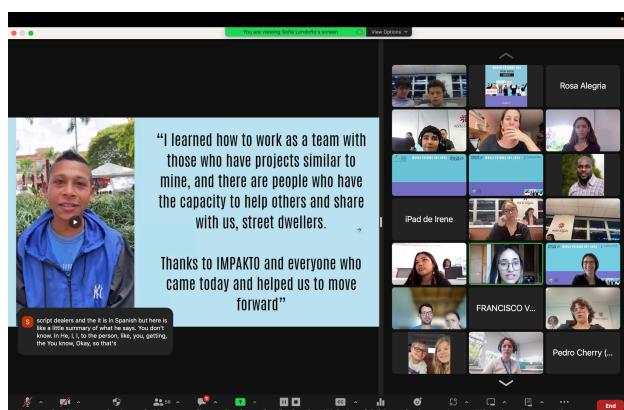 You are viewing Sofia Londoño's screen
View Options
"I learned how to work as a team with
those who have projects similar to
mine, and there are people who have
the capacity to help others and share
with us, street dwellers.
Thanks to IMPAKTO and everyone who
came today and helped us to move
forward"
S
script dealers and the it is in Spanish but here is
like a little summary of what he says. You don't
know. In He, I, I, to the person, like, you, getting,
the You know, Okay, so that's
Rosa Alegria
iPad de Irene
FRANCISCO V...
Pedro Cherry (...
End